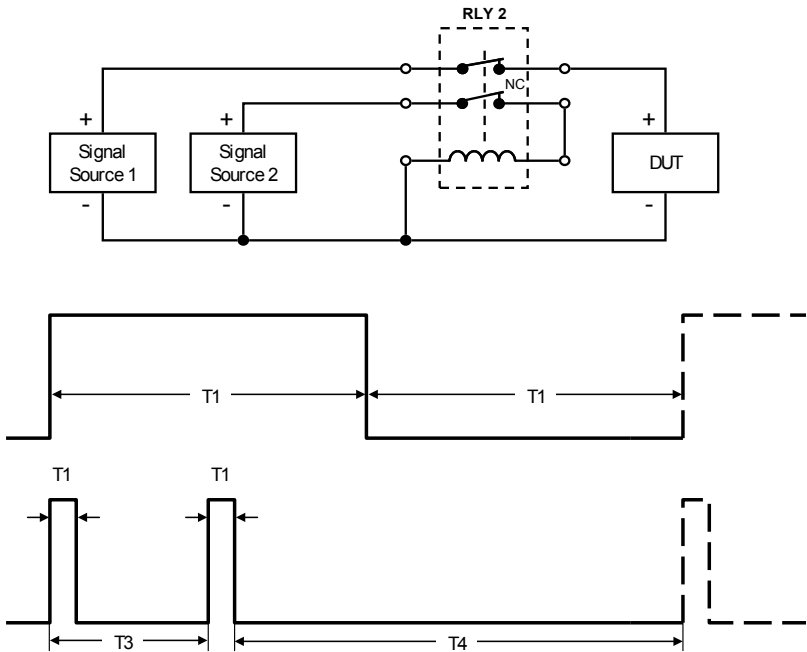 RLY 2
NC
+
+
+
Signal
Source 1
Signal
Source 2
DUT
-
-
-
T1
T1
T1
T1
T3
T4